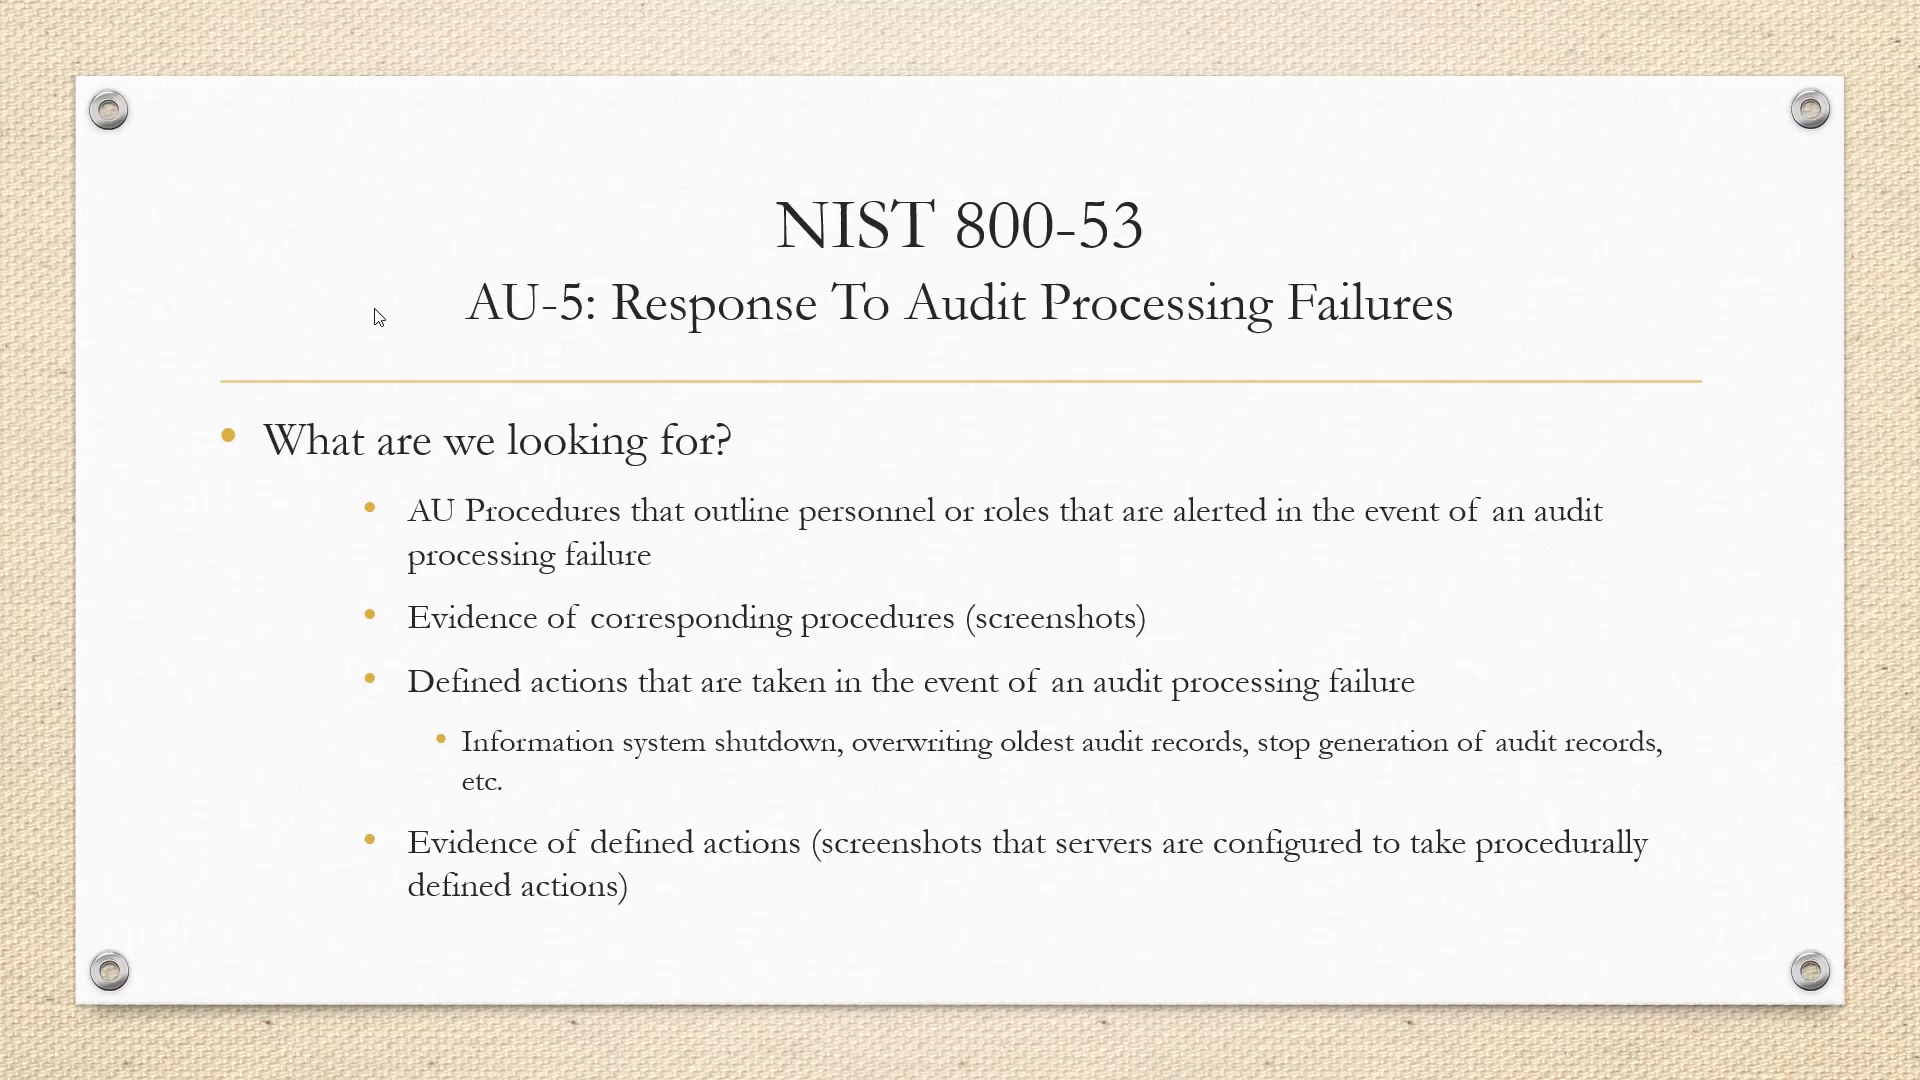 NIST 800-53
AU-5: Response To Audit Processing Failures
What are we looking for?
AU Procedures that outline personnel or roles that are alerted in the event of an audit
processing failure
Evidence of corresponding procedures (screenshots)
Defined actions that are taken in the event of an audit processing failure
Information system shutdown, overwriting oldest audit records, stop generation of audit records,
etc.
Evidence of defined actions (screenshots that servers are configured to take procedurally
defined actions)